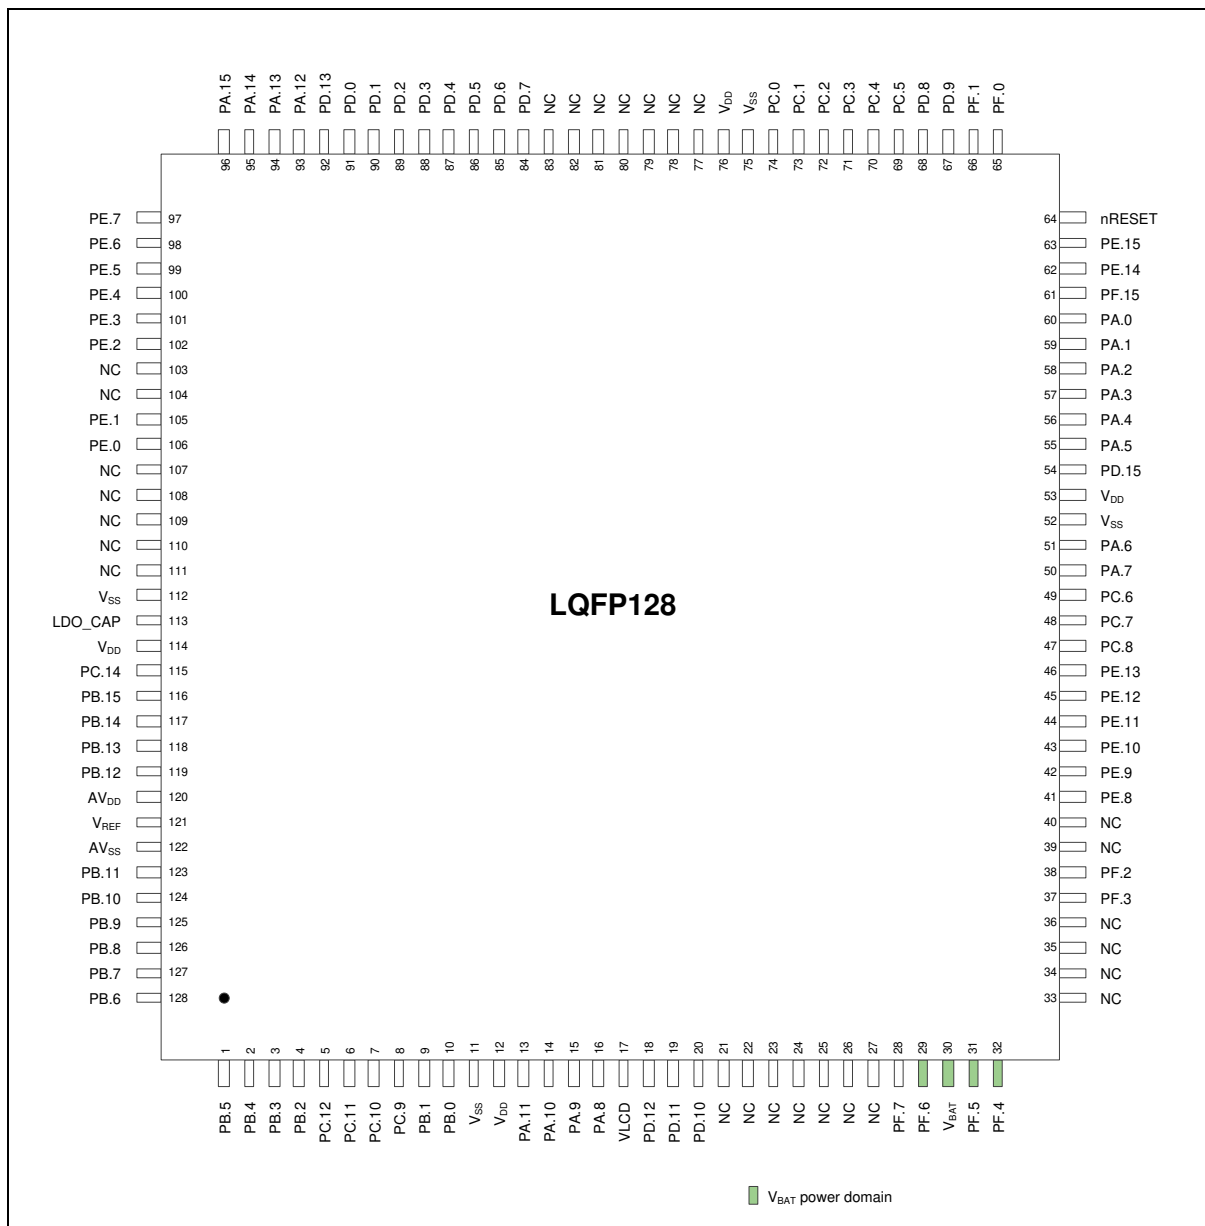 PA.15 PA.14 PA.13 PA.12 PD.13 PD.0 PD.1 PD.2 PD.3 PD.4 PD.5 PD.6 PD.7 NC NC NC NC NC NC NC VDD VSS PC.0 PC.1 PC.2 PC.3 PC.4 PC.5 PD.8 PD.9 PF.1 PF.0
96 95 94 93 92 91 90 89 88 87 86 85 84 83 82 81 80 79 78 77 76 75 74 73 72 71 70 69 68 67 66 65
PE.7 97 64 nRESET
PE.6 98 63 PE.15
PE.5 99 62 PE.14
PE.4 100 61 PF.15
PE.3 101 60 PA.0
PE.2 102 59 PA.1
NC 103 58 PA.2
NC 104 57 PA.3
PE.1 105 56 PA.4
PE.0 106 55 PA.5
NC 107 54 PD.15
NC 108 53 VDD
NC 109 52 VSS
NC 110 51 PA.6
NC 111 50 PA.7
VSS 112 49 PC.6
LQFP128
LDO_CAP 113 48 PC.7
VDD 114 47 PC.8
PC.14 115 46 PE.13
PB.15 116 45 PE.12
PB.14 117 44 PE.11
PB.13 118 43 PE.10
PB.12 119 42 PE.9
AVDD 120 41 PE.8
VREF 121 40 NC
AVSS 122 39 NC
PB.11 123 38 PF.2
PB.10 124 37 PF.3
PB.9 125 36 NC
PB.8 126 35 NC
PB.7 127 34 NC
PB.6 128 33 NC
1 2 3 4 5 6 7 8 9 10 11 12 13 14 15 16 17 18 19 20 21 22 23 24 25 26 27 28 29 30 31 32
PB.5 PB.4 PB.3 PB.2 PC.12 PC.11 PC.10 PC.9 PB.1 PB.0 VSS VDD PA.11 PA.10 PA.9 PA.8 VLCD PD.12 PD.11 PD.10 NC NC NC NC NC NC NC PF.7 PF.6 VBAT PF.5 PF.4
VBAT power domain